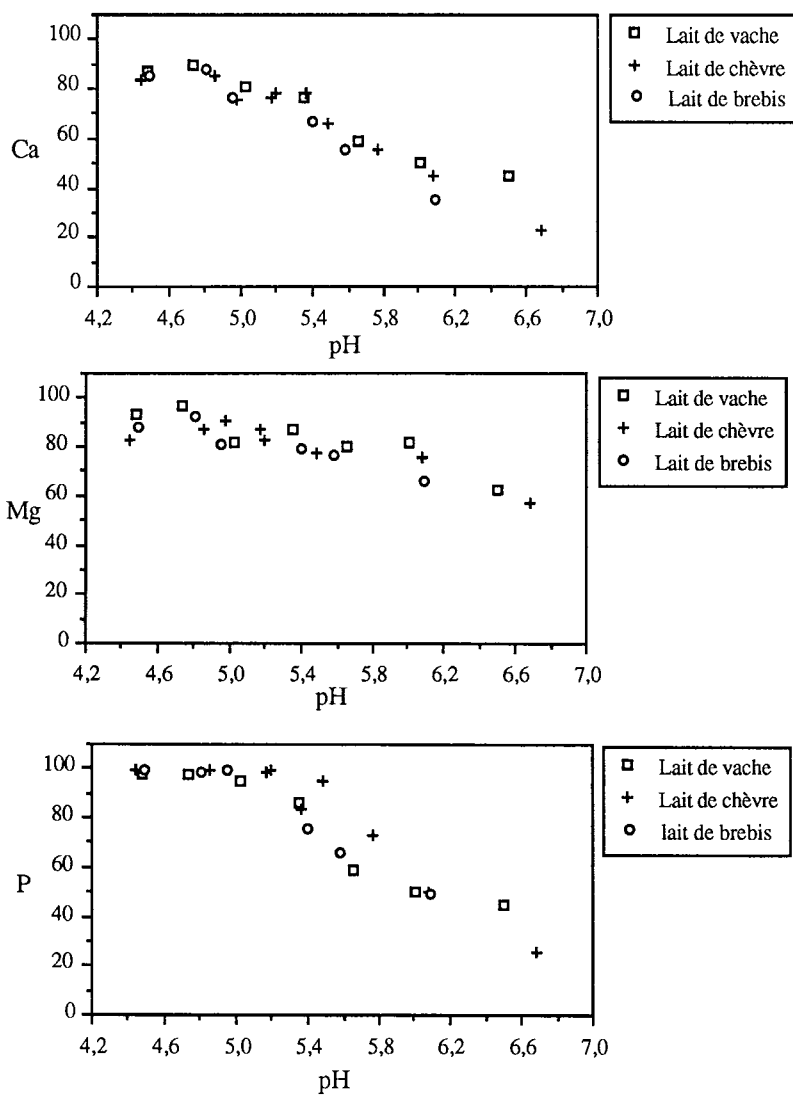 100
80
60
40
20
0
Ca
4,2 4,6 5,0 5,4 5,8 6,2 6,6 7,0
pH
Lait de vache
Lait de chèvre
Lait de brebis
100
80
60
40
20
0
Mg
4,2 4,6 5,0 5,4 5,8 6,2 6,6 7,0
pH
Lait de vache
Lait de chèvre
Lait de brebis
100
80
60
40
20
0
P
4,2 4,6 5,0 5,4 5,8 6,2 6,6 7,0
pH
Lait de vache
Lait de chèvre
lait de brebis